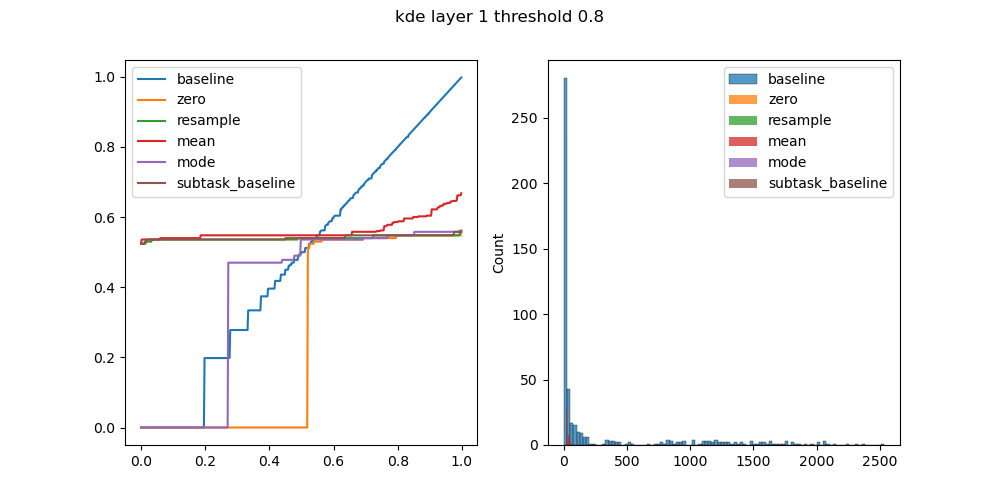 kde layer 1 threshold 0.8
baseline
zero
resample
mean
mode
subtask_baseline
1.0
0.8
0.6
0.4
0.2
0.0
0.0 0.2 0.4 0.6 0.8 1.0
baseline
zero
resample
mean
mode
subtask_baseline
Count
250
200
150
100
50
0
0 500 1000 1500 2000 2500